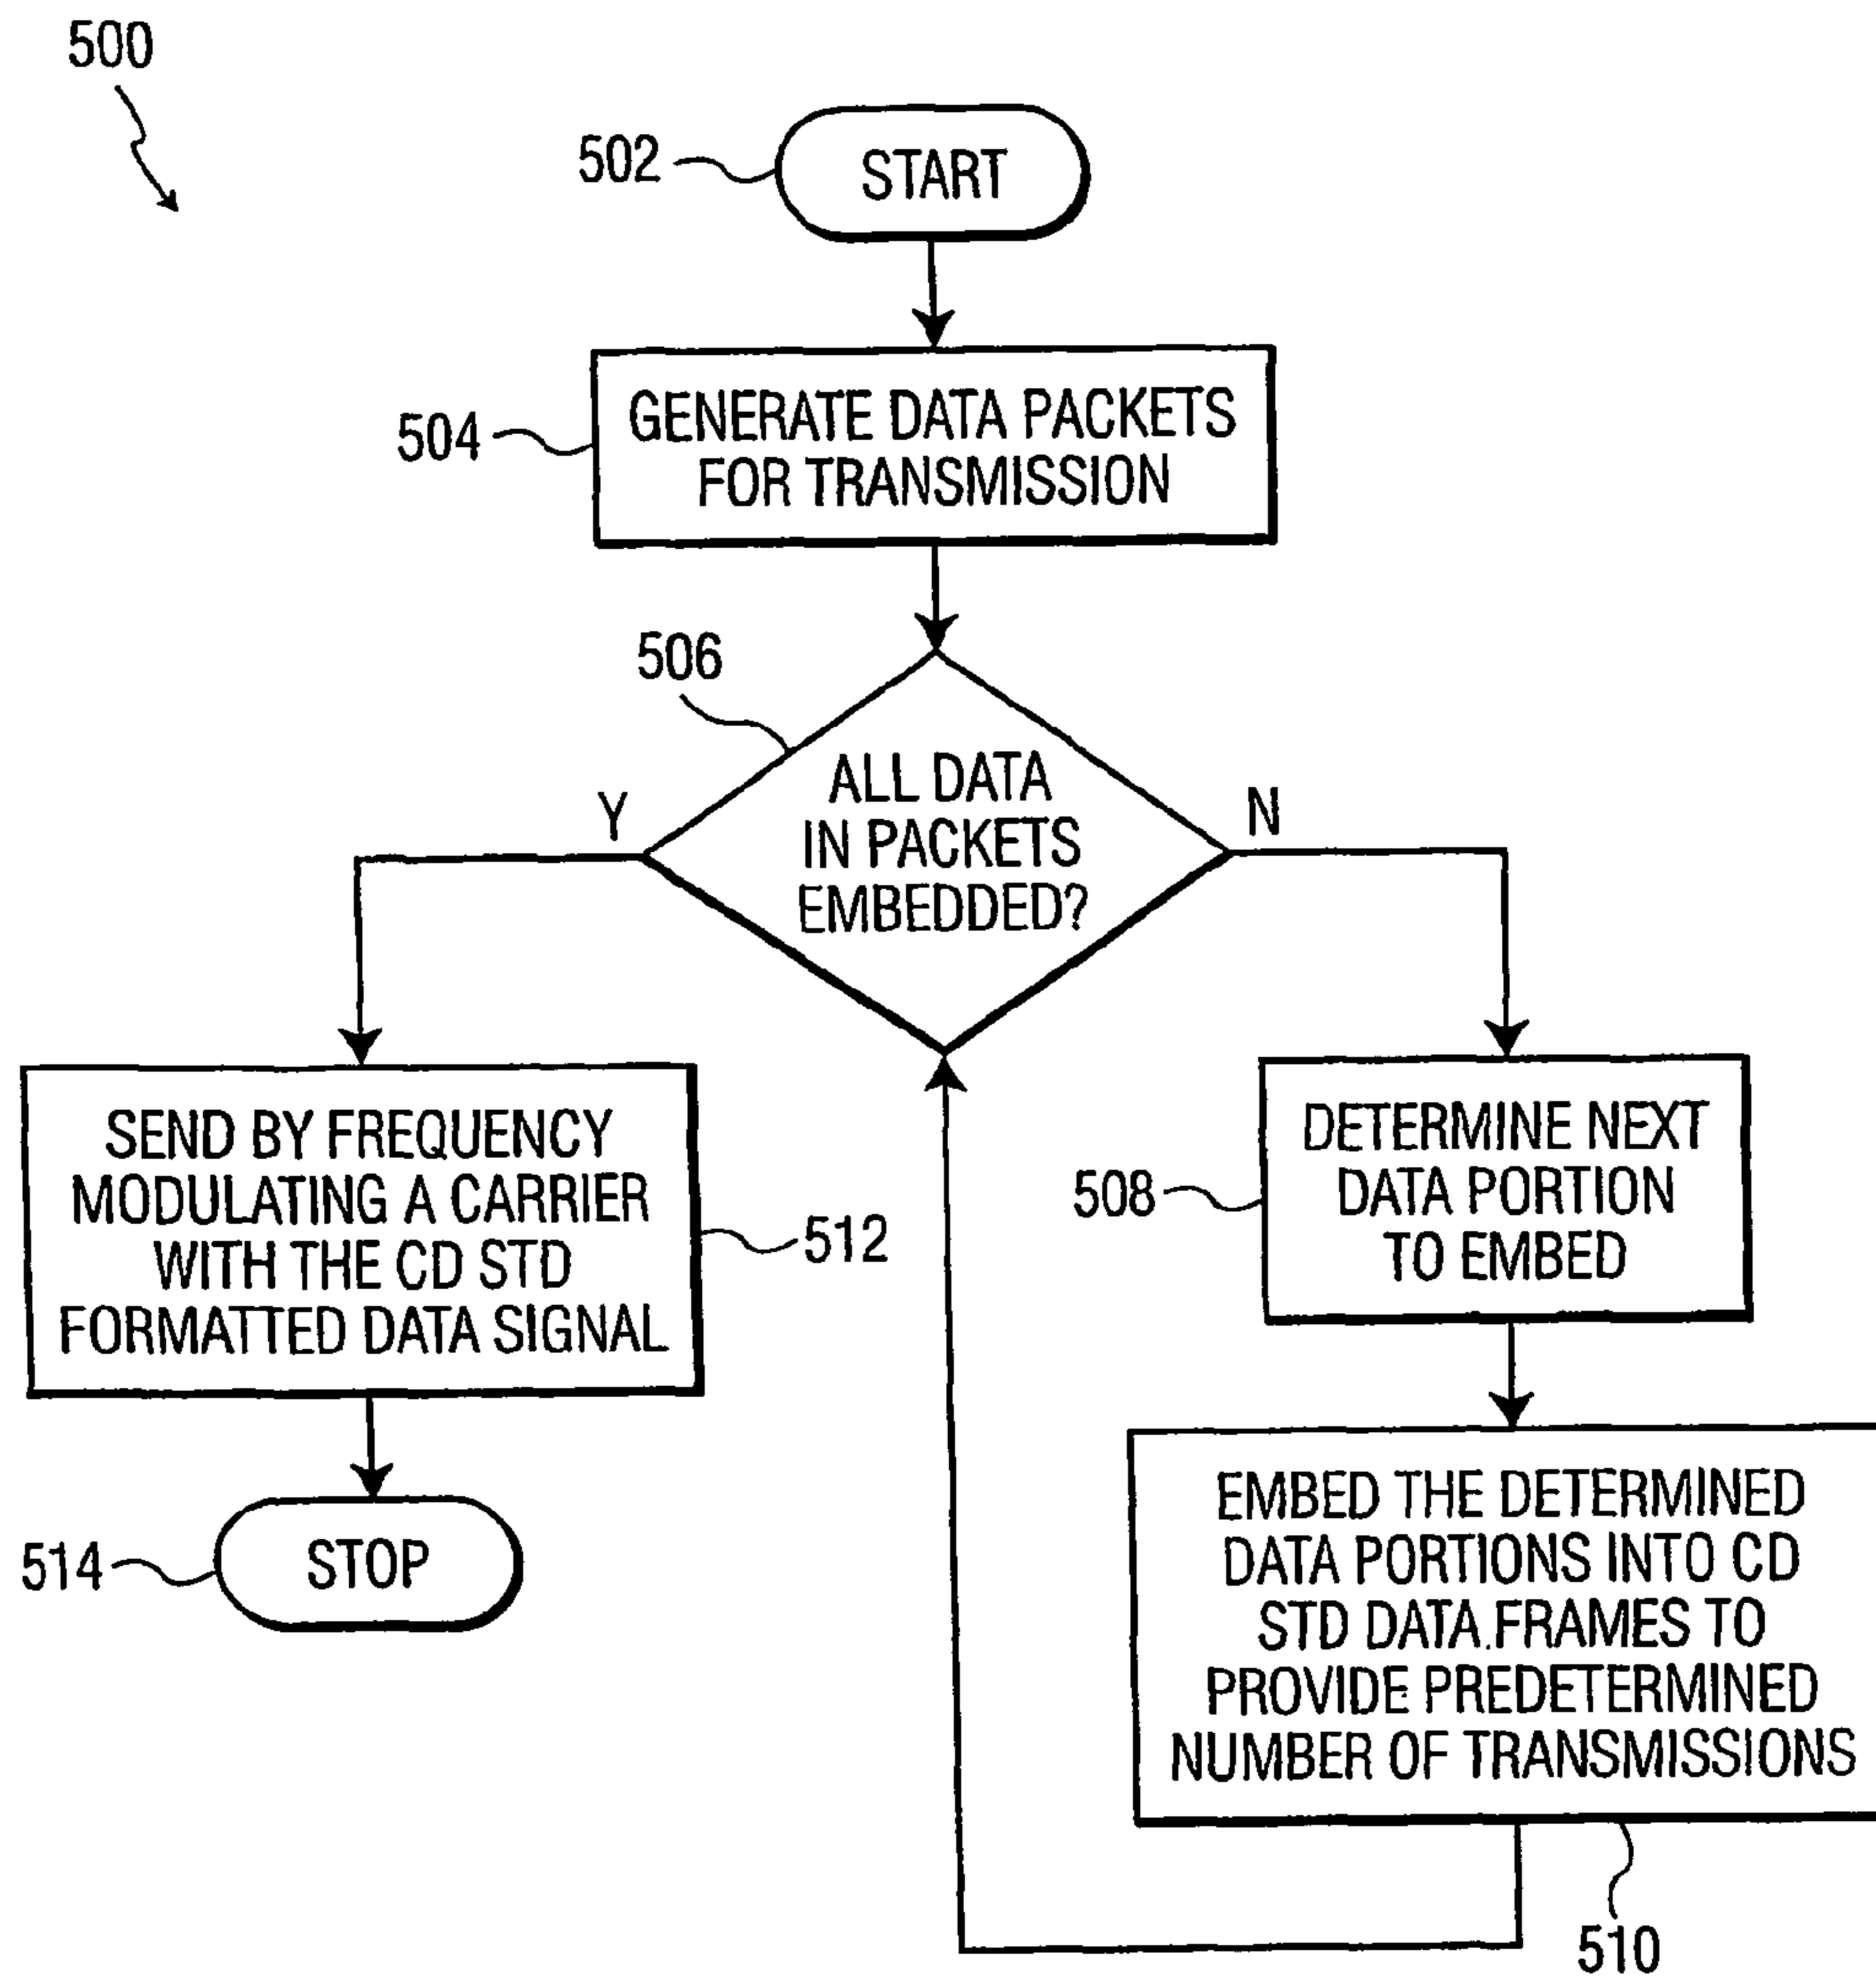 500
502
START
504
GENERATE DATA PACKETS
FOR TRANSMISSION
506
ALL DATA
IN PACKETS
EMBEDDED?
Y
N
SEND BY FREQUENCY
MODULATING A CARRIER
WITH THE CD STD
FORMATTED DATA SIGNAL
512
508
DETERMINE NEXT
DATA PORTION
TO EMBED
514
STOP
EMBED THE DETERMINED
DATA PORTIONS INTO CD
STD DATA FRAMES TO
PROVIDE PREDETERMINED
NUMBER OF TRANSMISSIONS
510